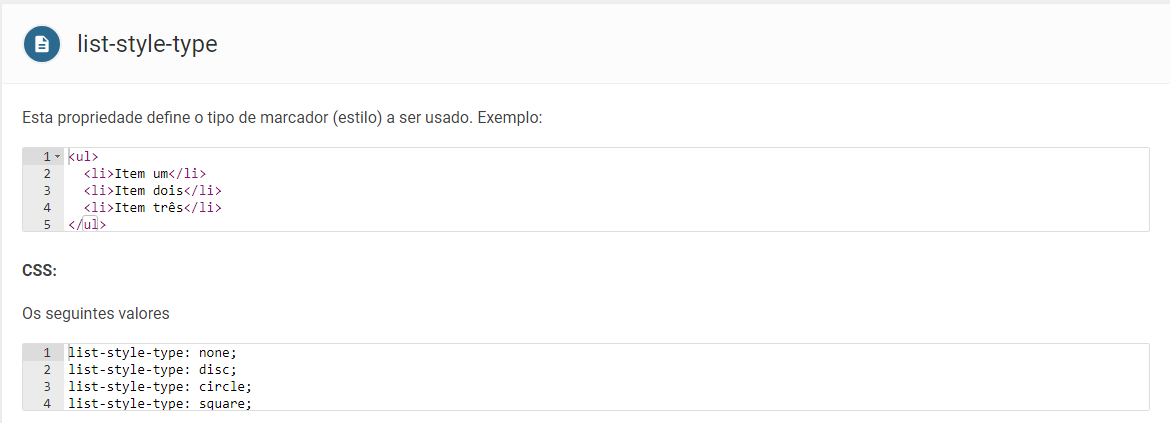 list-style-type
Esta propriedade define o tipo de marcador (estilo) a ser usado. Exemplo:
1 <ul>
2 <li>Item um</li>
3 <li>Item dois</li>
4 <li>Item três</li>
5 </ul>
CSS:
Os seguintes valores
1 list-style-type: none;
2 list-style-type: disc;
3 list-style-type: circle;
4 list-style-type: square;